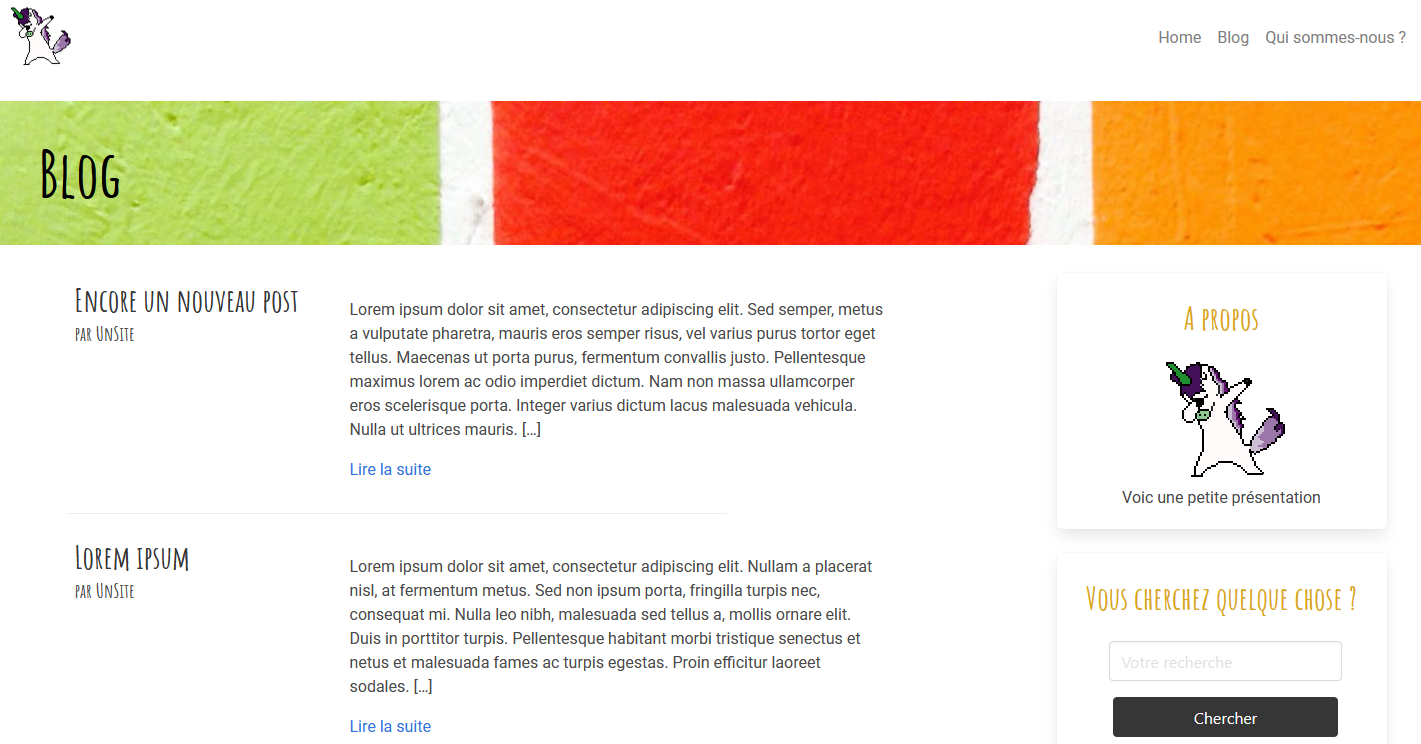 Home Blog Qui sommes-nous ?
Blog
Encore un nouveau post
par UnSite
Lorem ipsum dolor sit amet, consectetur adipiscing elit. Sed semper, metus
a vulputate pharetra, mauris eros semper risus, vel varius purus tortor eget
tellus. Maecenas ut porta purus, fermentum convallis justo. Pellentesque
maximus lorem ac odio imperdiet dictum. Nam non massa ullamcorper
eros scelerisque porta. Integer varius dictum lacus malesuada vehicula.
Nulla ut ultrices mauris. [...]
Lire la suite
Lorem ipsum
par UnSite
Lorem ipsum dolor sit amet, consectetur adipiscing elit. Nullam a placerat
nisl, at fermentum metus. Sed non ipsum porta, fringilla turpis nec,
consequat mi. Nulla leo nibh, malesuada sed tellus a, mollis ornare elit.
Duis in porttitor turpis. Pellentesque habitant morbi tristique senectus et
netus et malesuada fames ac turpis egestas. Proin efficitur laoreet
sodales. [...]
Lire la suite
A propos
Voic une petite présentation
Vous cherchez quelque chose ?
Votre recherche
Chercher